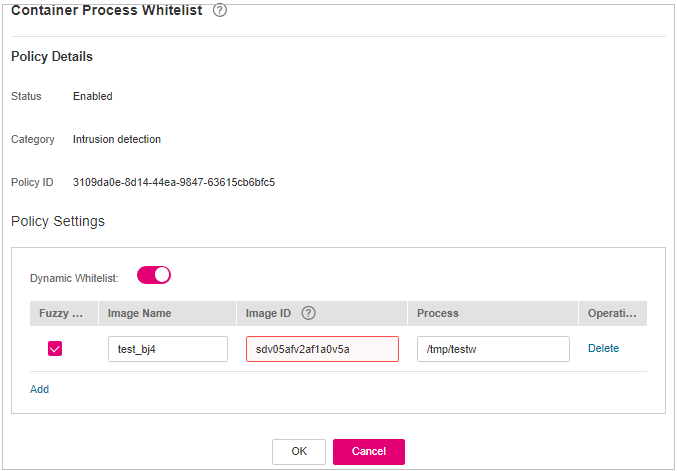 Container Process Whitelist ?
Policy Details
Status Enabled
Category Intrusion detection
Policy ID 3109da0e-8d14-44ea-9847-63615cb6bfc5
Policy Settings
Dynamic Whitelist:
Fuzzy ... Image Name Image ID ? Process Operati...
test_bj4 sdv05afv2af1a0v5a /tmp/testw Delete
Add
OK Cancel